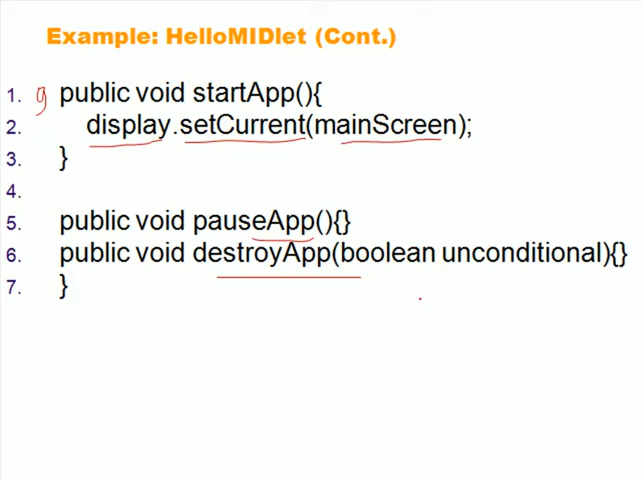 Example: HelloMIDlet (Cont.)
1. g public void startApp(){
2. display.setCurrent(mainScreen);
3. }
4.
5. public void pauseApp(){}
6. public void destroyApp(boolean unconditional){}
7. }